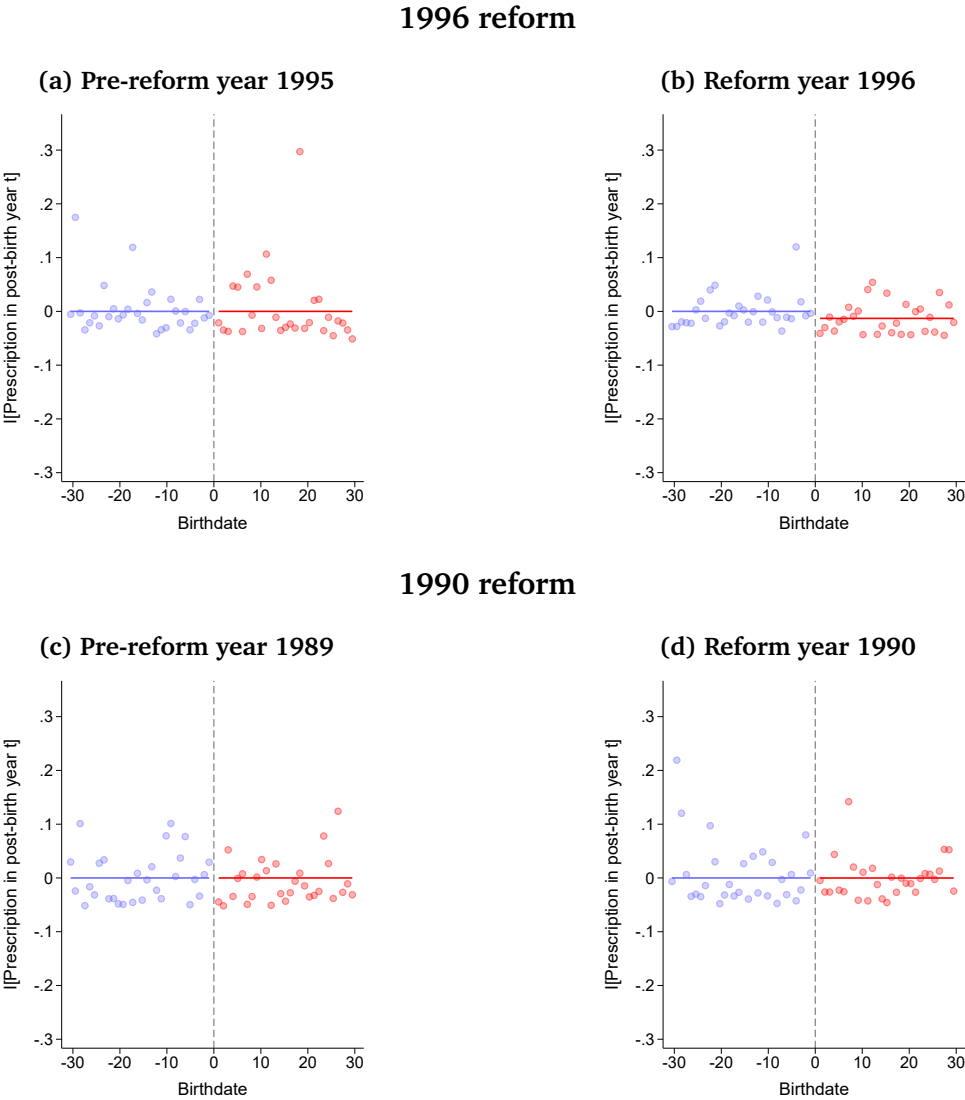 1996 reform
(a) Pre-reform year 1995
(b) Reform year 1996
I[Prescription in post-birth year t]
.3
.2
.1
0
-.1
-.2
-.3
-30 -20 -10 0 10 20 30
Birthdate
I[Prescription in post-birth year t]
.3
.2
.1
0
-.1
-.2
-.3
-30 -20 -10 0 10 20 30
Birthdate
1990 reform
(c) Pre-reform year 1989
(d) Reform year 1990
I[Prescription in post-birth year t]
.3
.2
.1
0
-.1
-.2
-.3
-30 -20 -10 0 10 20 30
Birthdate
I[Prescription in post-birth year t]
.3
.2
.1
0
-.1
-.2
-.3
-30 -20 -10 0 10 20 30
Birthdate